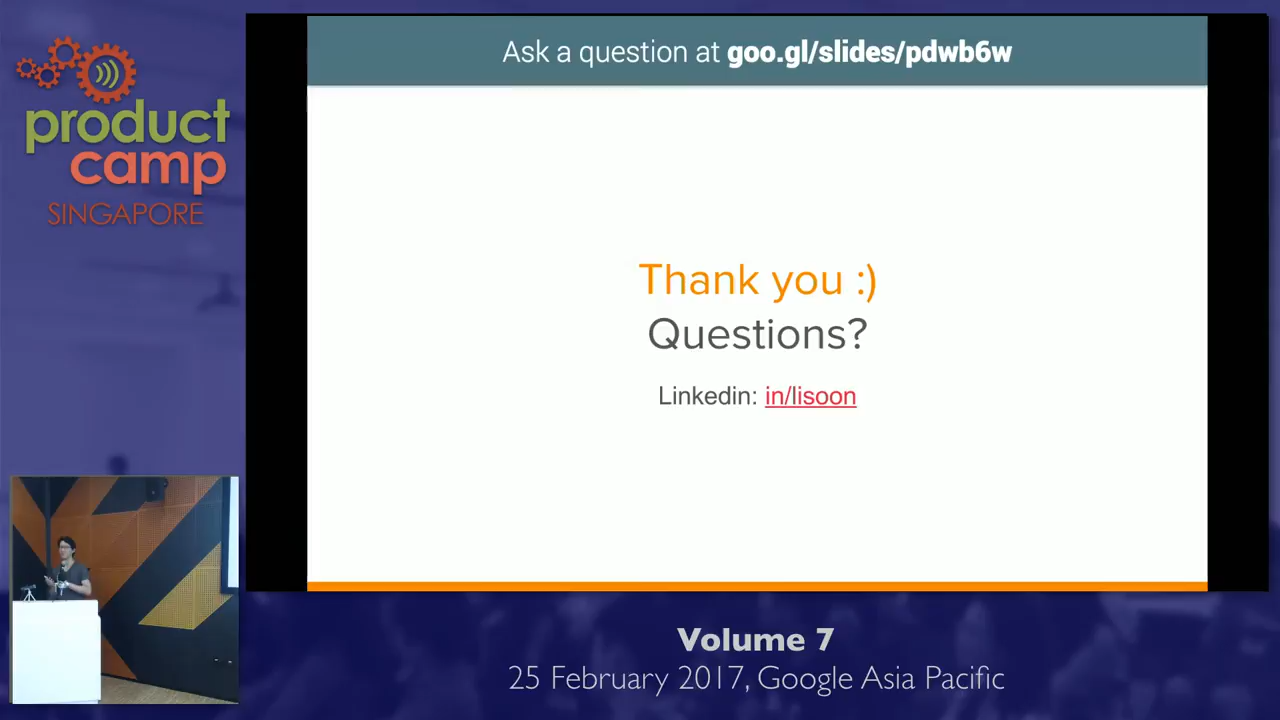 Ask a question at goo.gl/slides/pdwb6w
product
camp
SINGAPORE
Thank you :)
Questions?
Linkedin: in/lisoon
Volume 7
25 February 2017, Google Asia Pacific